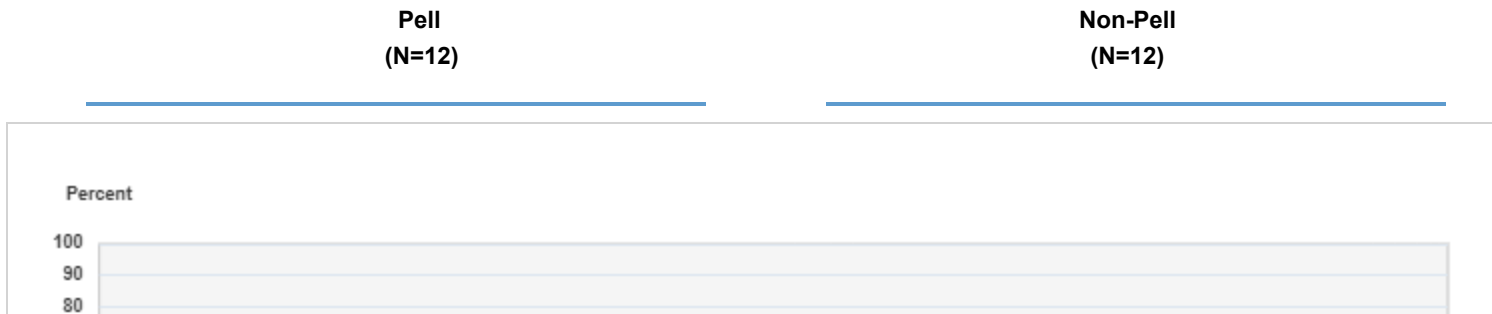 Pell
(N=12)
Non-Pell
(N=12)
Percent
100
90
80